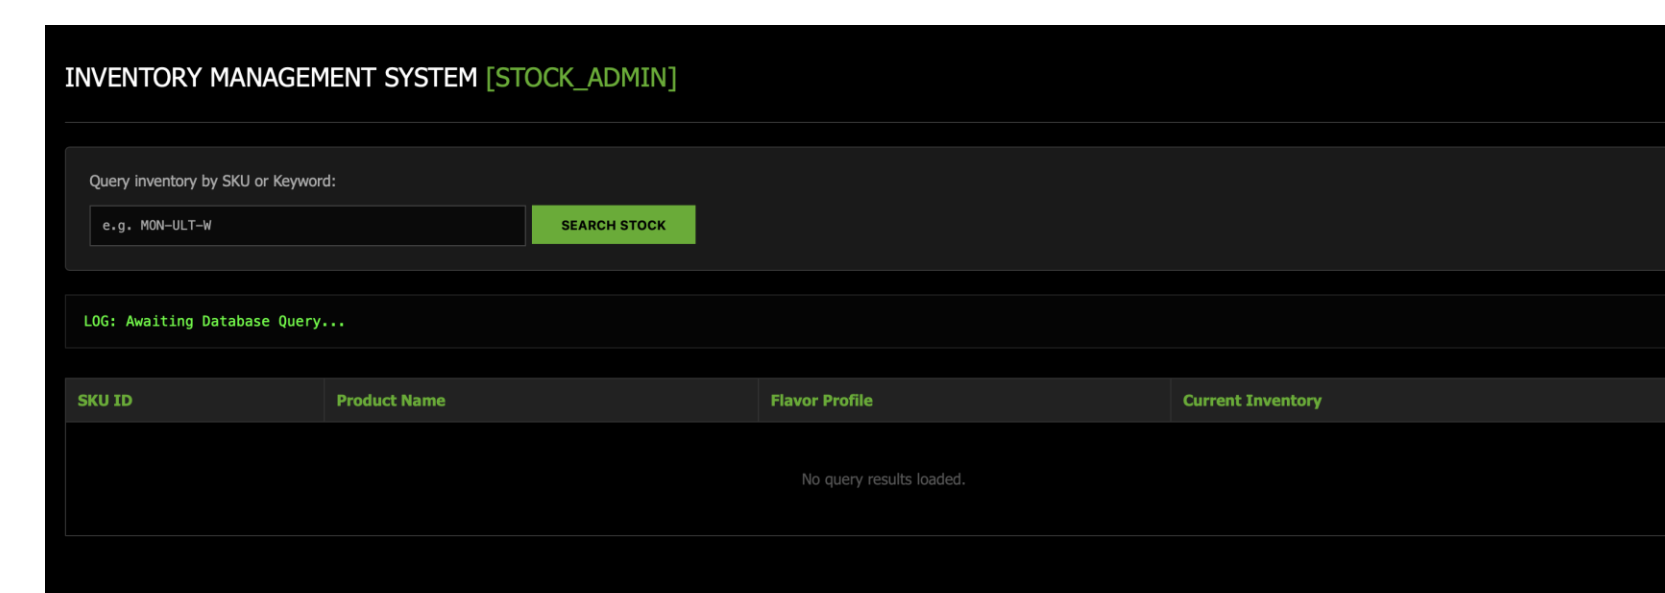 INVENTORY MANAGEMENT SYSTEM [STOCK_ADMIN]
Query inventory by SKU or Keyword:
e.g. MON-ULT-W
SEARCH STOCK
LOG: Awaiting Database Query...
SKU ID Product Name Flavor Profile Current Inventory
No query results loaded.